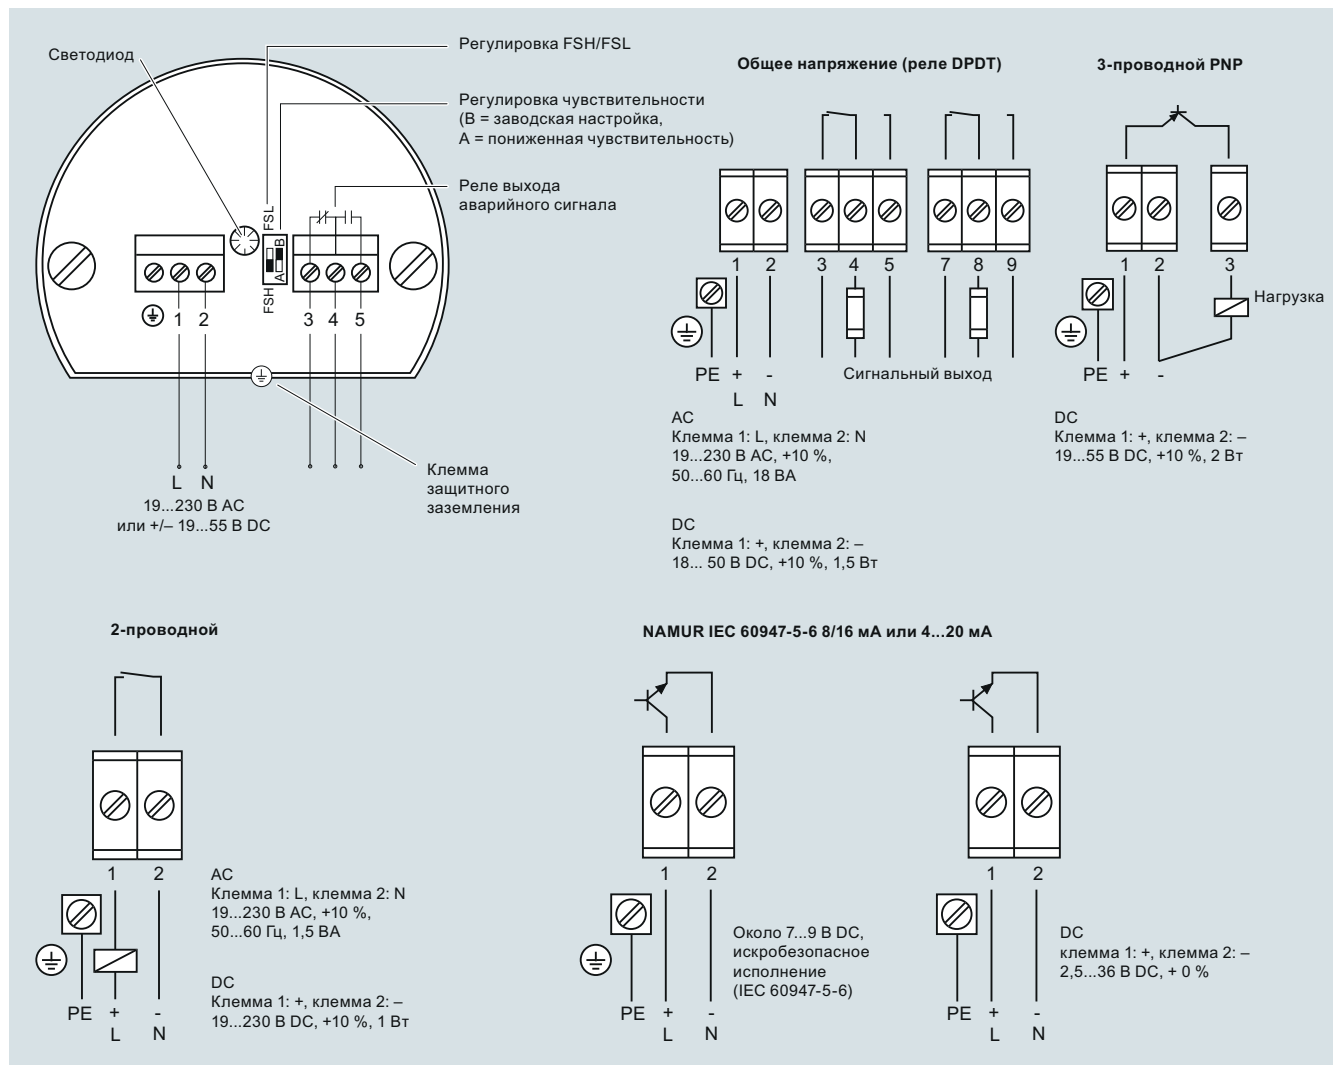 Светодиод
Регулировка FSH/FSL
Регулировка чувствительности
(B = заводская настройка,
A = пониженная чувствительность)
Реле выхода
аварийного сигнала
FSL
B
A
FSH
1 2
3 4 5
L N
19...230 В AC
или +/– 19...55 В DC
Клемма
защитного
заземления
Общее напряжение (реле DPDT)
1 2 3 4 5 7 8 9
PE + -
L N
Сигнальный выход
AC
Клемма 1: L, клемма 2: N
19...230 В AC, +10 %,
50...60 Гц, 18 ВА
DC
Клемма 1: +, клемма 2: –
18... 50 В DC, +10 %, 1,5 Вт
3-проводной PNP
1 2 3
Нагрузка
PE + -
DC
Клемма 1: +, клемма 2: –
19...55 В DC, +10 %, 2 Вт
2-проводной
1 2
PE + -
L N
AC
Клемма 1: L, клемма 2: N
19...230 В AC, +10 %,
50...60 Гц, 1,5 ВА
DC
Клемма 1: +, клемма 2: –
19...230 В DC, +10 %, 1 Вт
NAMUR IEC 60947-5-6 8/16 мА или 4...20 мА
1 2
PE + -
L N
Около 7...9 В DC,
искробезопасное
исполнение
(IEC 60947-5-6)
1 2
PE + -
L N
DC
клемма 1: +, клемма 2: –
2,5...36 В DC, + 0 %